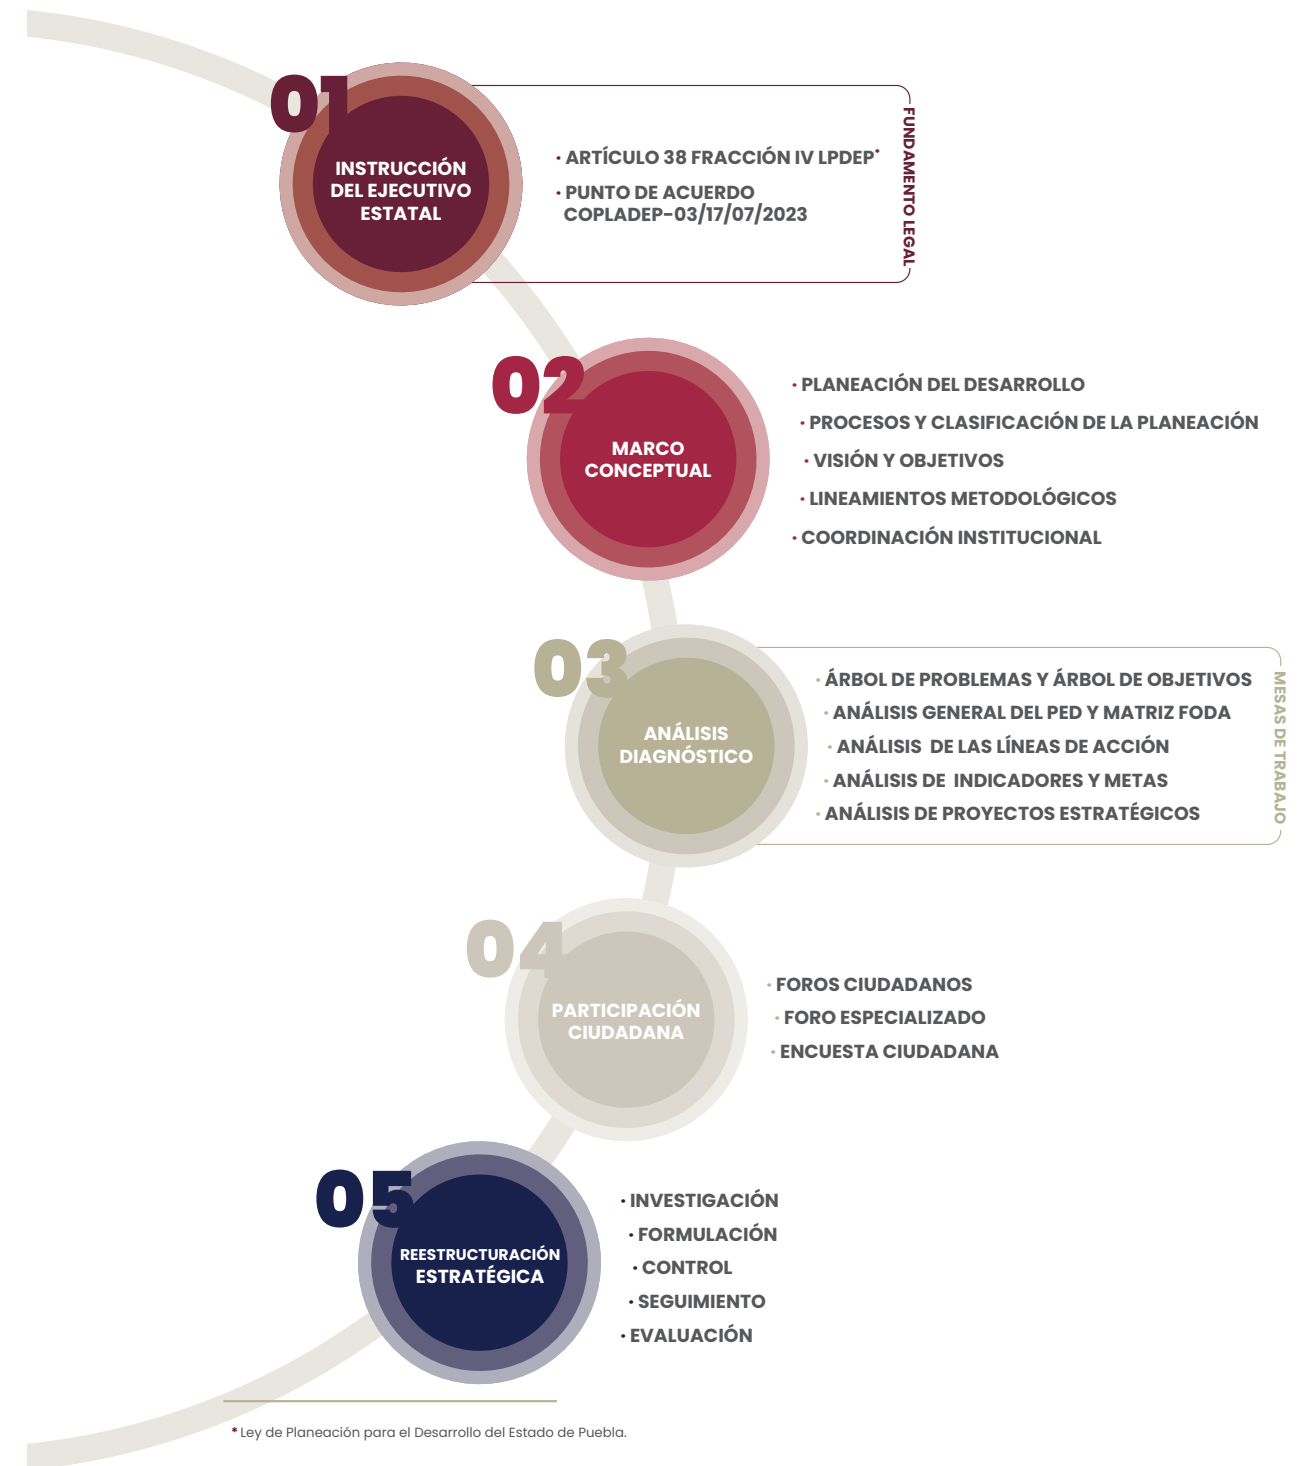 01
INSTRUCCIÓN
DEL EJECUTIVO
ESTATAL
· ARTÍCULO 38 FRACCIÓN IV LPDEP*
· PUNTO DE ACUERDO
COPLADEP-03/17/07/2023
FUNDAMENTO LEGAL
02
MARCO
CONCEPTUAL
· PLANEACIÓN DEL DESARROLLO
· PROCESOS Y CLASIFICACIÓN DE LA PLANEACIÓN
· VISIÓN Y OBJETIVOS
· LINEAMIENTOS METODOLÓGICOS
· COORDINACIÓN INSTITUCIONAL
03
ANÁLISIS
DIAGNÓSTICO
· ÁRBOL DE PROBLEMAS Y ÁRBOL DE OBJETIVOS
· ANÁLISIS GENERAL DEL PED Y MATRIZ FODA
· ANÁLISIS DE LAS LÍNEAS DE ACCIÓN
· ANÁLISIS DE INDICADORES Y METAS
· ANÁLISIS DE PROYECTOS ESTRATÉGICOS
MESAS DE TRABAJO
04
PARTICIPACIÓN
CIUDADANA
· FOROS CIUDADANOS
· FORO ESPECIALIZADO
· ENCUESTA CIUDADANA
05
REESTRUCTURACIÓN
ESTRATÉGICA
· INVESTIGACIÓN
· FORMULACIÓN
· CONTROL
· SEGUIMIENTO
· EVALUACIÓN
* Ley de Planeación para el Desarrollo del Estado de Puebla.